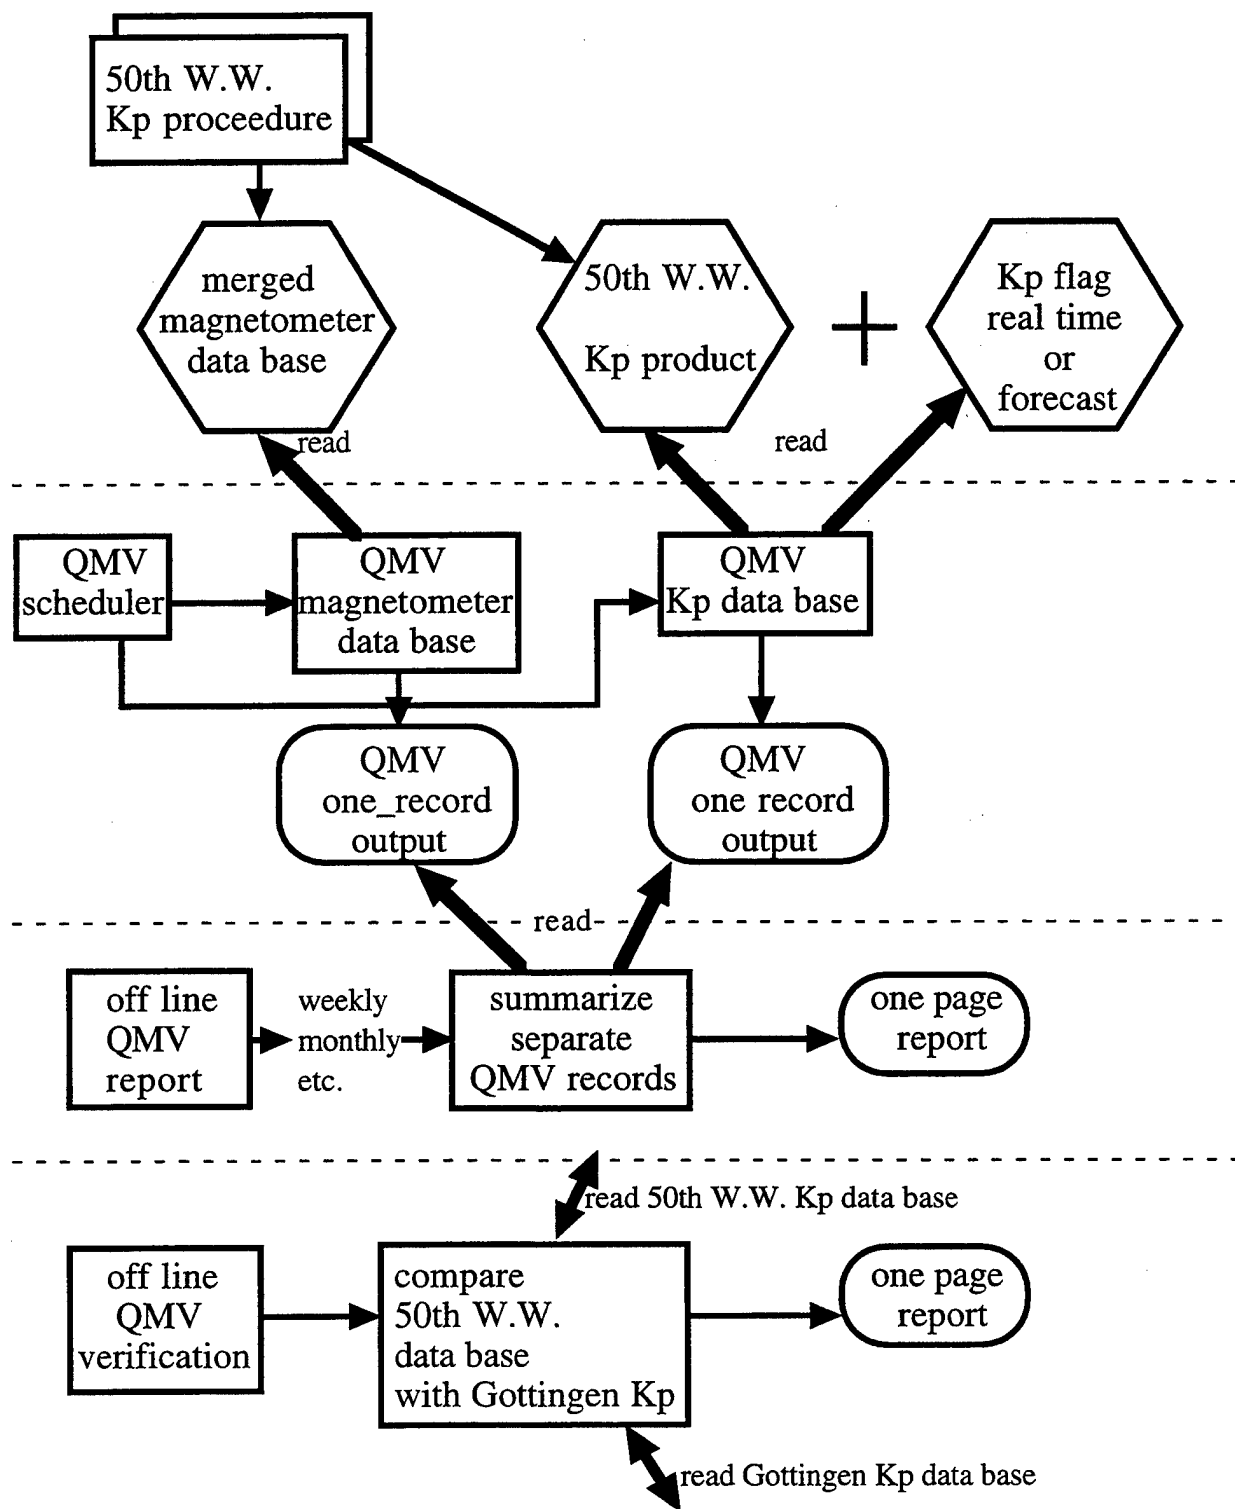 50th W.W.
Kp proceedure
merged
magnetometer
data base
50th W.W.
Kp product
Kp flag
real time
or
forecast
read
read
QMV
scheduler
QMV
magnetometer
data base
QMV
Kp data base
QMV
one_record
output
QMV
one record
output
read
off line
QMV
report
weekly
monthly
etc.
summarize
separate
QMV records
one page
report
read 50th W.W. Kp data base
off line
QMV
verification
compare
50th W.W.
data base
with Gottingen Kp
one page
report
read Gottingen Kp data base